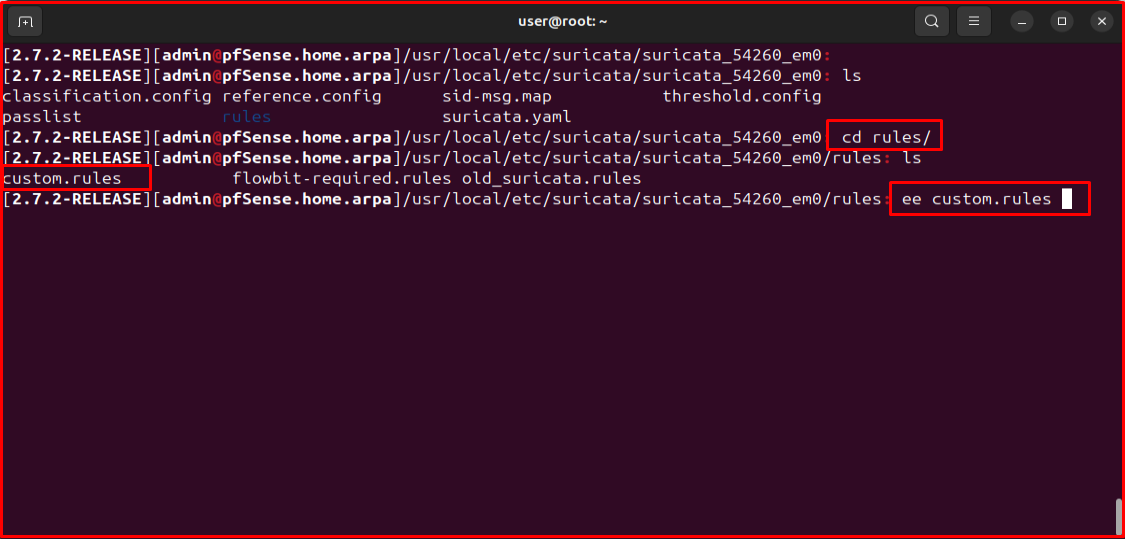 user@root: ~
[2.7.2-RELEASE][admin@pfSense.home.arpa]/usr/local/etc/suricata/suricata_54260_em0:
[2.7.2-RELEASE][admin@pfSense.home.arpa]/usr/local/etc/suricata/suricata_54260_em0: ls
classification.config reference.config sid-msg.map threshold.config
passlist rules suricata.yaml
[2.7.2-RELEASE][admin@pfSense.home.arpa]/usr/local/etc/suricata/suricata_54260_em0 cd rules/
[2.7.2-RELEASE][admin@pfSense.home.arpa]/usr/local/etc/suricata/suricata_54260_em0/rules: ls
custom.rules flowbit-required.rules old_suricata.rules
[2.7.2-RELEASE][admin@pfSense.home.arpa]/usr/local/etc/suricata/suricata_54260_em0/rules: ee custom.rules